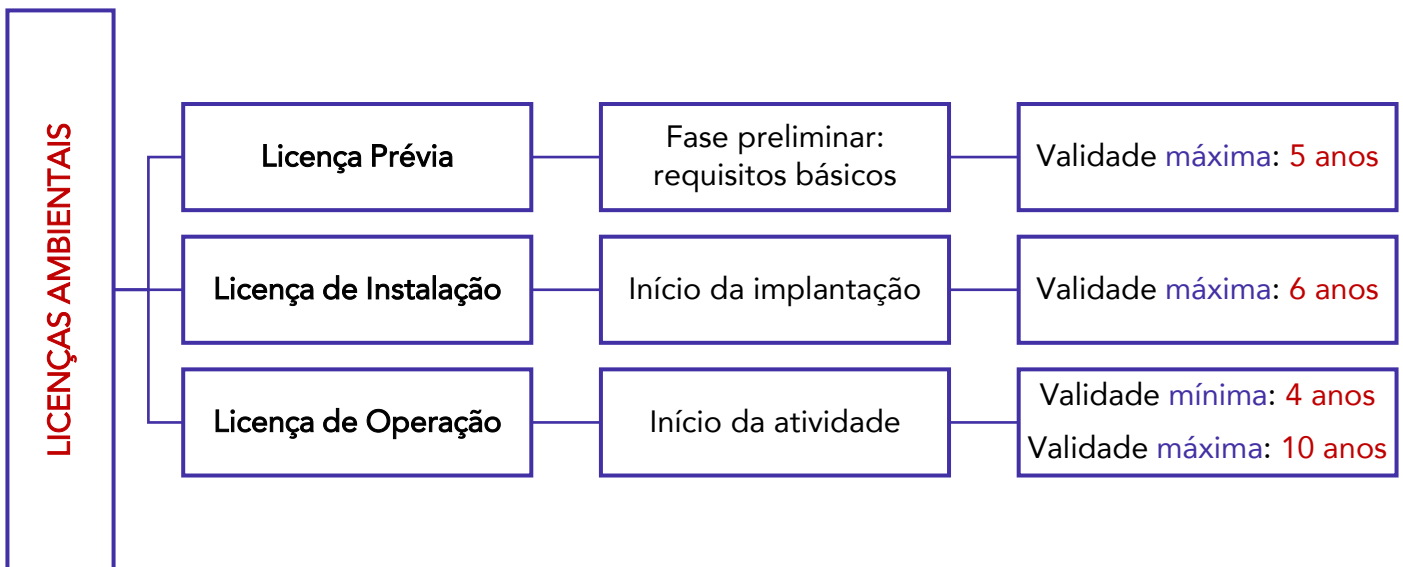 LICENÇAS AMBIENTAIS
Licença Prévia
Fase preliminar:
requisitos básicos
Validade máxima: 5 anos
Licença de Instalação
Início da implantação
Validade máxima: 6 anos
Licença de Operação
Início da atividade
Validade mínima: 4 anos
Validade máxima: 10 anos